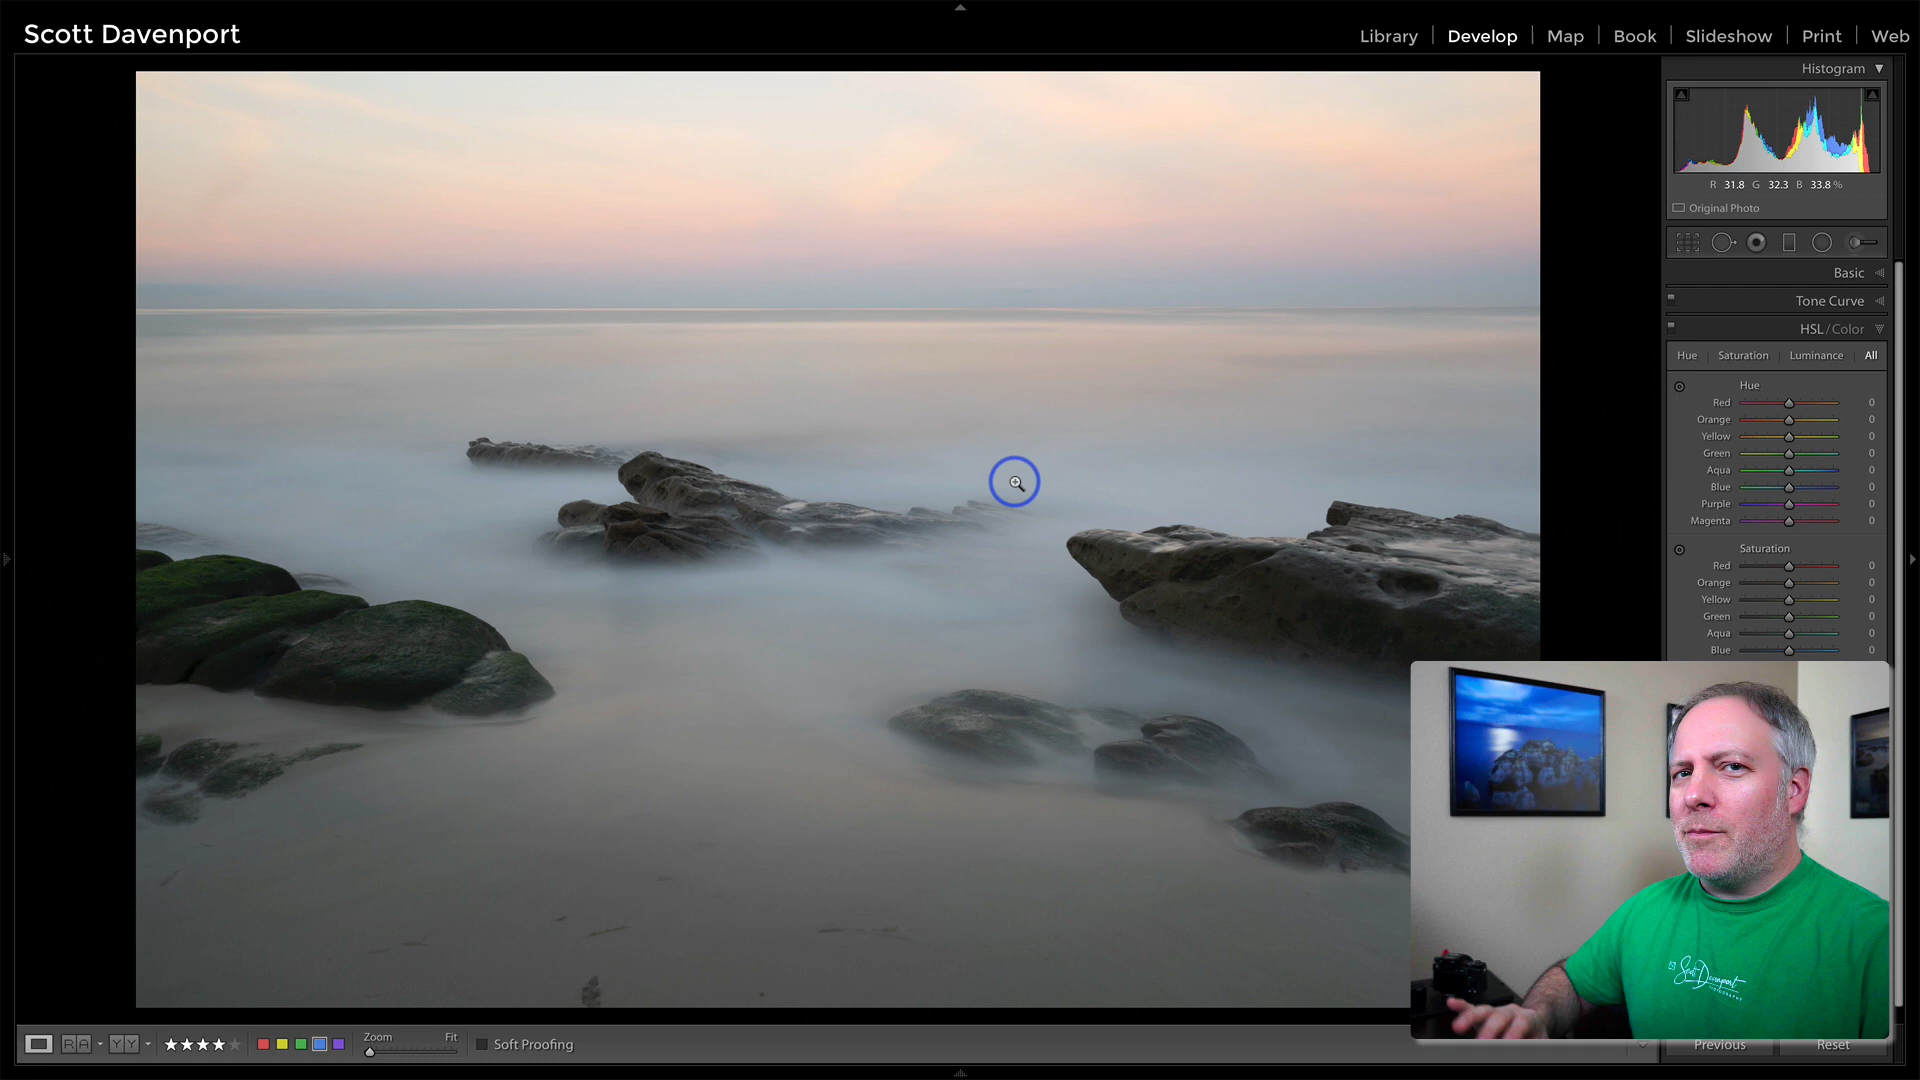 Scott Davenport
Library | Develop | Map | Book | Slideshow | Print | Web
Histogram
R 31.8 G 32.3 B 33.8 %
Original Photo
Basic
Tone Curve
HSL / Color
Hue | Saturation | Luminance | All
Hue
Red 0
Orange 0
Yellow 0
Green 0
Aqua 0
Blue 0
Purple 0
Magenta 0
Saturation
Red 0
Orange 0
Yellow 0
Green 0
Aqua 0
Blue 0
Scott Davenport
PHOTOGRAPHY
R A
Y Y
Zoom Fit
Soft Proofing
Previous
Reset